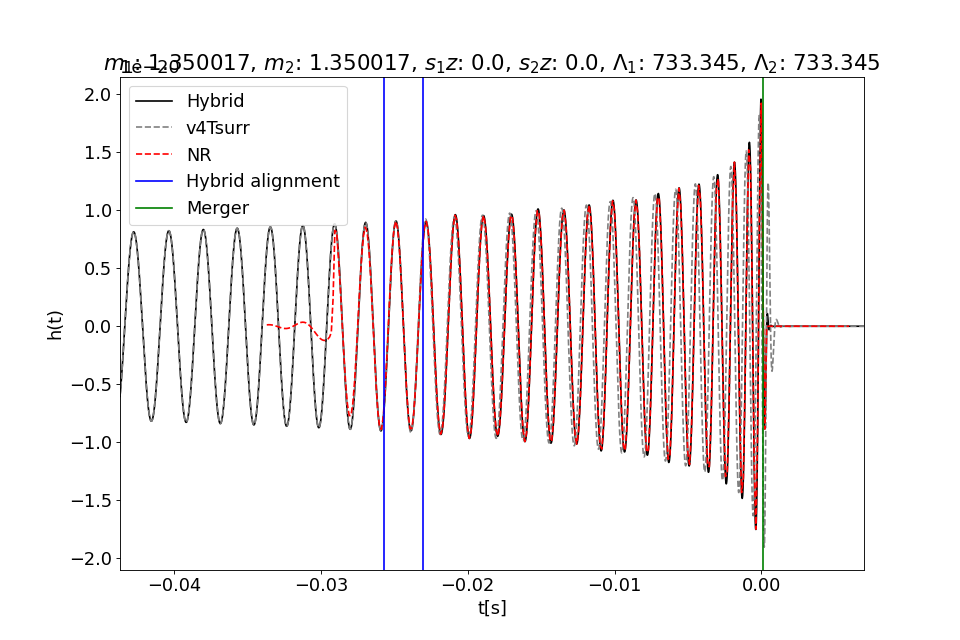 m₁: 1.350017, m₂: 1.350017, s₁z: 0.0, s₂z: 0.0, Λ₁: 733.345, Λ₂: 733.345
1e−20
Hybrid
v4Tsurr
NR
Hybrid alignment
Merger
2.0
1.5
1.0
0.5
0.0
−0.5
−1.0
−1.5
−2.0
h(t)
−0.04
−0.03
−0.02
−0.01
0.00
t[s]